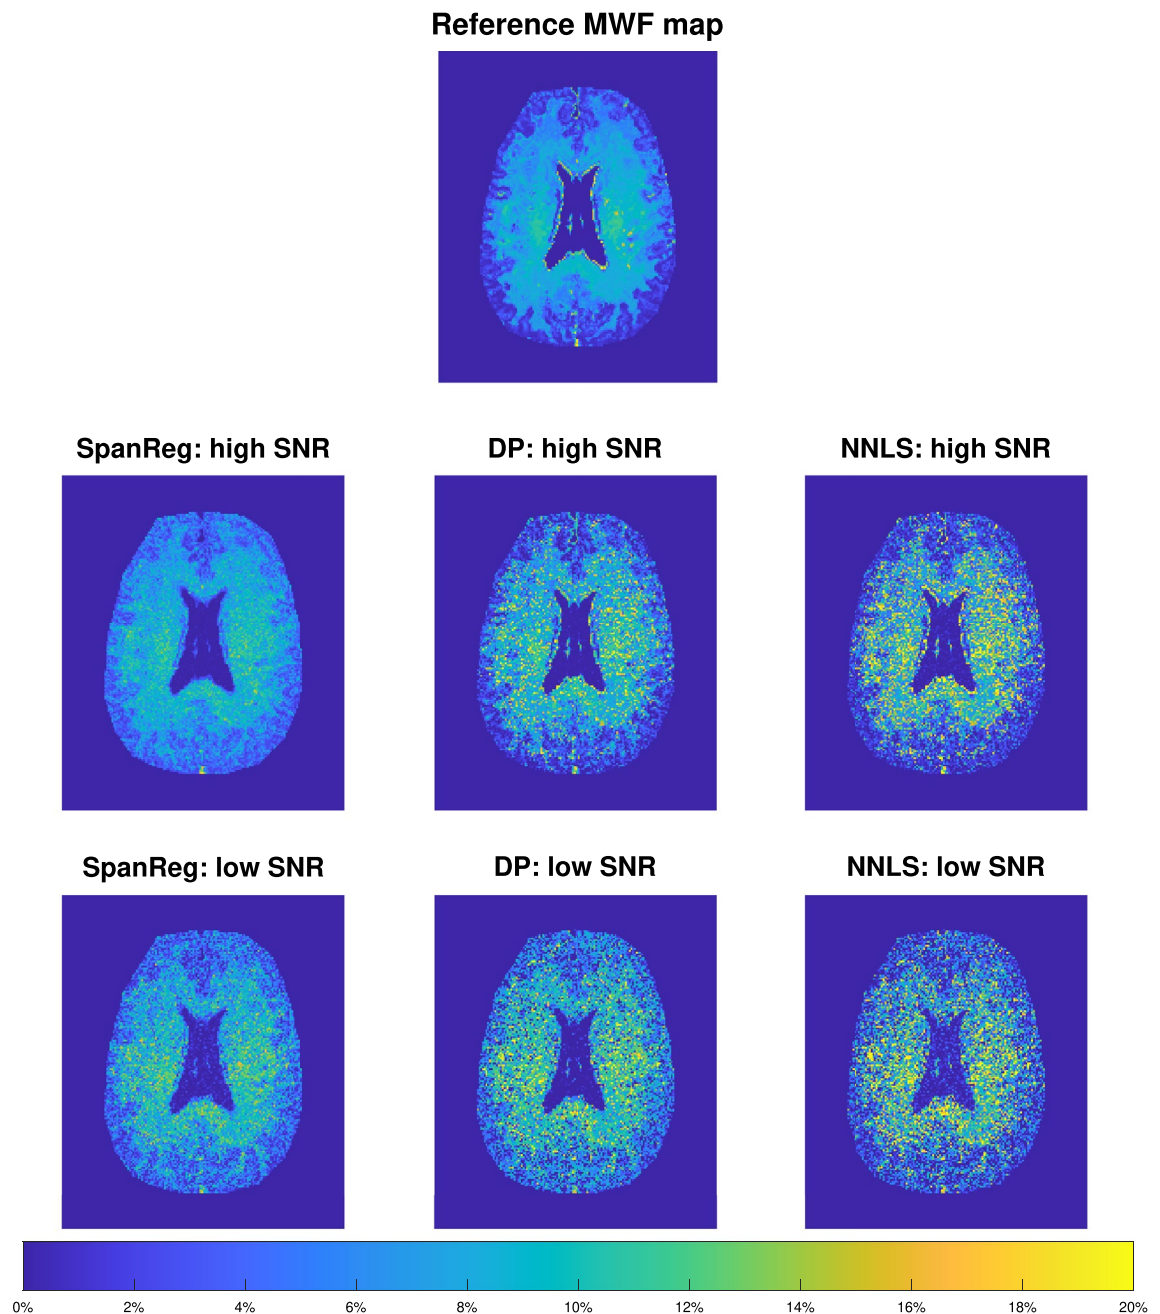 Reference MWF map
SpanReg: high SNR DP: high SNR NNLS: high SNR
SpanReg: low SNR DP: low SNR NNLS: low SNR
0% 2% 4% 6% 8% 10% 12% 14% 16% 18% 20%